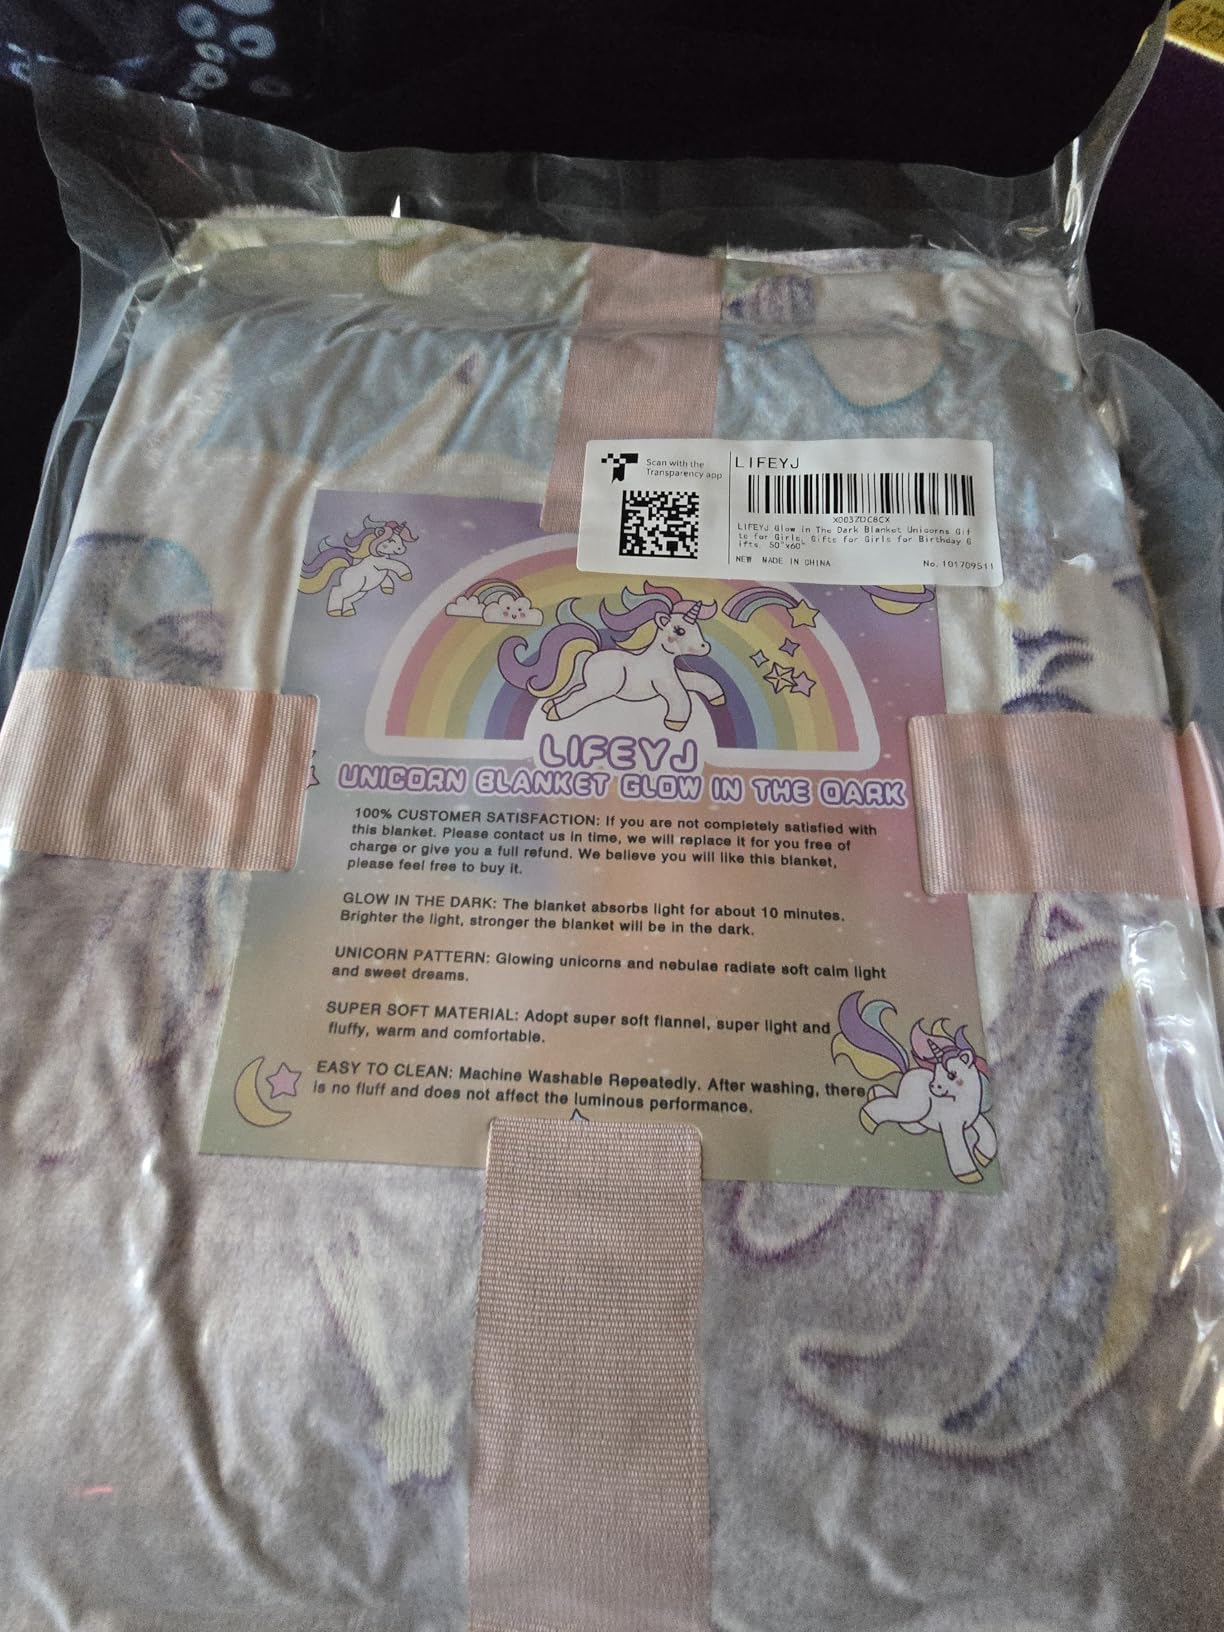 Scan with the
Transparency app
LIFEYJ
X0037DC8CX
LIFEYJ Glow in The Dark Blanket Unicorns Gif
ts for Girls, Gifts for Girls for Birthday G
ifts, 50"x60"
NEW MADE IN CHINA
No. 101709511
LIFEYJ
UNICORN BLANKET GLOW IN THE DARK
100% CUSTOMER SATISFACTION: If you are not completely satisfied with
this blanket. Please contact us in time, we will replace it for you free of
charge or give you a full refund. We believe you will like this blanket,
please feel free to buy it.
GLOW IN THE DARK: The blanket absorbs light for about 10 minutes.
Brighter the light, stronger the blanket will be in the dark.
UNICORN PATTERN: Glowing unicorns and nebulae radiate soft calm light
and sweet dreams.
SUPER SOFT MATERIAL: Adopt super soft flannel, super light and
fluffy, warm and comfortable.
EASY TO CLEAN: Machine Washable Repeatedly. After washing, there
is no fluff and does not affect the luminous performance.